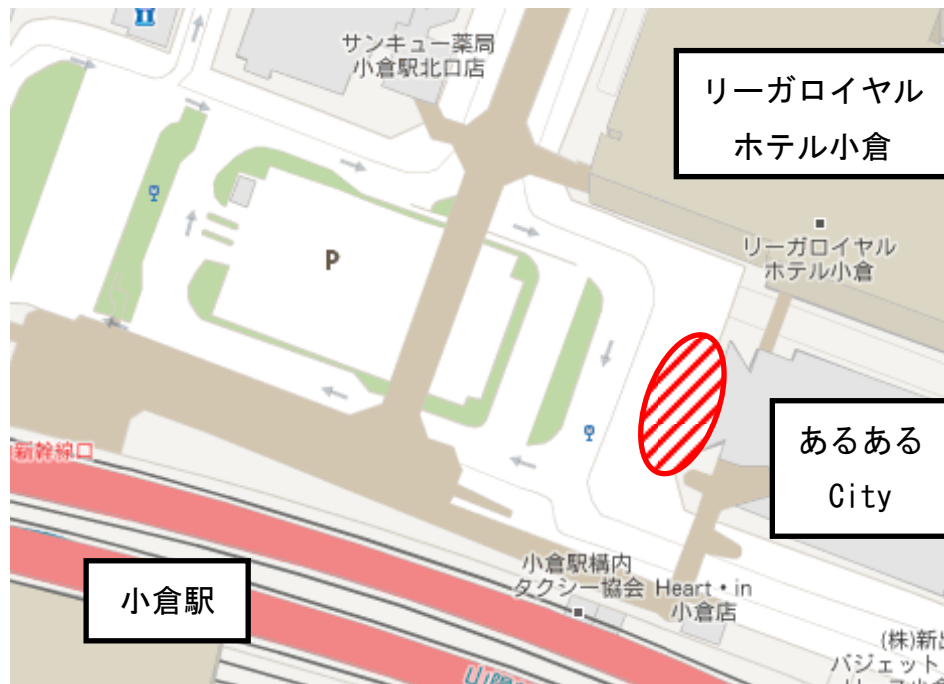 サンキュー薬局
小倉駅北口店
リーガロイヤル
ホテル小倉
リーガロイヤル
ホテル小倉
P
あるある
City
新幹線口
小倉駅
小倉駅構内
タクシー協会
Heart・in
小倉店
(株)新出
バジェット